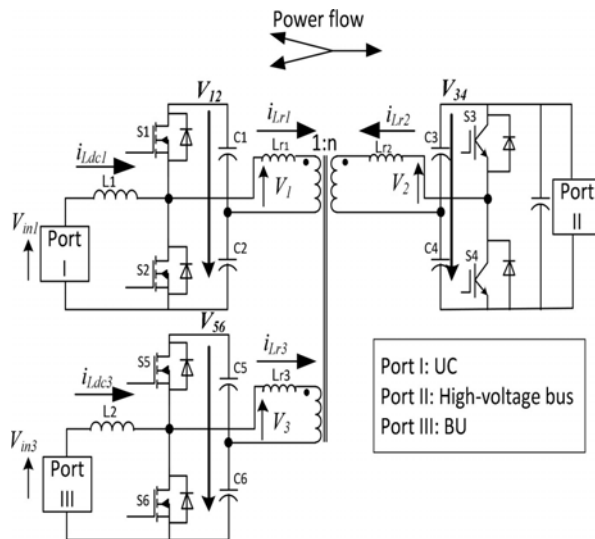 Power flow
V12
V34
iLr1
iLr2
S1
C1
Lr1
1:n
Lr2
C3
S3
iLdc1
L1
V1
V2
Vin1
Port I
Port II
S2
C2
C4
S4
V56
S5
C5
iLr3
iLdc3
Lr3
L2
V3
Vin3
Port III
S6
C6
Port I: UC
Port II: High-voltage bus
Port III: BU